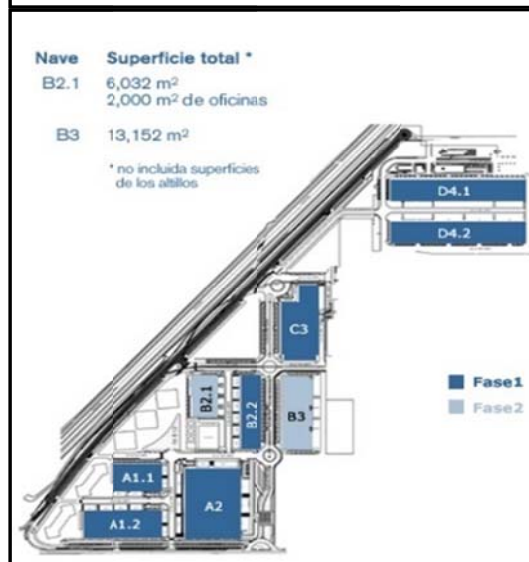 Nave Superficie total *
B2.1 6,032 m²
2,000 m² de oficinas
B3 13,152 m²
* no incluida superficies
de los altillos
D4.1
D4.2
C3
Fase1
Fase2
B2.1
B2.2
B3
A1.1
A2
A1.2